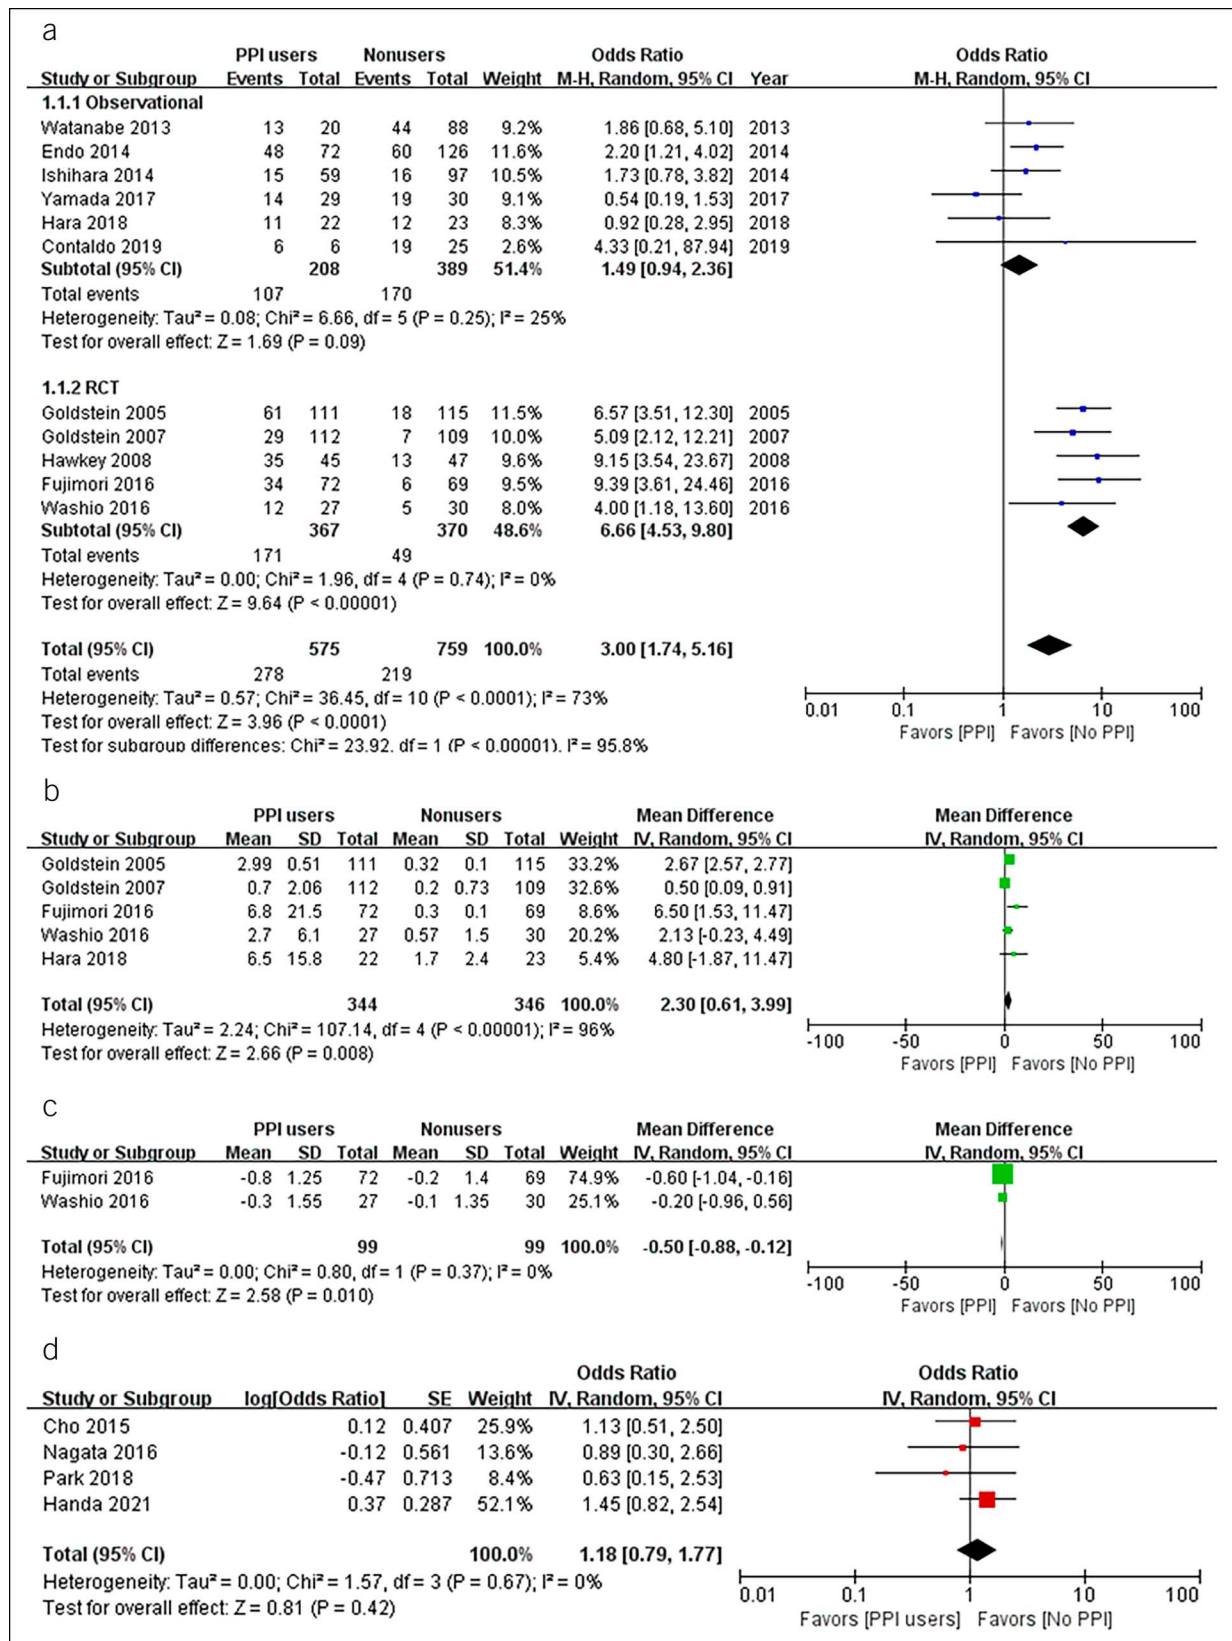 a
PPI users Nonusers Odds Ratio Odds Ratio
Study or Subgroup Events Total Events Total Weight M-H, Random, 95% CI Year M-H, Random, 95% CI
1.1.1 Observational
Watanabe 2013 13 20 44 88 9.2% 1.86 [0.68, 5.10] 2013
Endo 2014 48 72 60 126 11.6% 2.20 [1.21, 4.02] 2014
Ishihara 2014 15 59 16 97 10.5% 1.73 [0.78, 3.82] 2014
Yamada 2017 14 29 19 30 9.1% 0.54 [0.19, 1.53] 2017
Hara 2018 11 22 12 23 8.3% 0.92 [0.28, 2.95] 2018
Contaldo 2019 6 6 19 25 2.6% 4.33 [0.21, 87.94] 2019
Subtotal (95% CI) 208 389 51.4% 1.49 [0.94, 2.36]
Total events 107 170
Heterogeneity: Tau² = 0.08; Chi² = 6.66, df = 5 (P = 0.25); I² = 25%
Test for overall effect: Z = 1.69 (P = 0.09)
1.1.2 RCT
Goldstein 2005 61 111 18 115 11.5% 6.57 [3.51, 12.30] 2005
Goldstein 2007 29 112 7 109 10.0% 5.09 [2.12, 12.21] 2007
Hawkey 2008 35 45 13 47 9.6% 9.15 [3.54, 23.67] 2008
Fujimori 2016 34 72 6 69 9.5% 9.39 [3.61, 24.46] 2016
Washio 2016 12 27 5 30 8.0% 4.00 [1.18, 13.60] 2016
Subtotal (95% CI) 367 370 48.6% 6.66 [4.53, 9.80]
Total events 171 49
Heterogeneity: Tau² = 0.00; Chi² = 1.96, df = 4 (P = 0.74); I² = 0%
Test for overall effect: Z = 9.64 (P < 0.00001)
Total (95% CI) 575 759 100.0% 3.00 [1.74, 5.16]
Total events 278 219
Heterogeneity: Tau² = 0.57; Chi² = 36.45, df = 10 (P < 0.0001); I² = 73%
Test for overall effect: Z = 3.96 (P < 0.0001)
Test for subgroup differences: Chi² = 23.92. df = 1 (P < 0.00001). I² = 95.8%
0.01 0.1 1 10 100
Favors [PPI] Favors [No PPI]
b
PPI users Nonusers Mean Difference Mean Difference
Study or Subgroup Mean SD Total Mean SD Total Weight IV, Random, 95% CI IV, Random, 95% CI
Goldstein 2005 2.99 0.51 111 0.32 0.1 115 33.2% 2.67 [2.57, 2.77]
Goldstein 2007 0.7 2.06 112 0.2 0.73 109 32.6% 0.50 [0.09, 0.91]
Fujimori 2016 6.8 21.5 72 0.3 0.1 69 8.6% 6.50 [1.53, 11.47]
Washio 2016 2.7 6.1 27 0.57 1.5 30 20.2% 2.13 [-0.23, 4.49]
Hara 2018 6.5 15.8 22 1.7 2.4 23 5.4% 4.80 [-1.87, 11.47]
Total (95% CI) 344 346 100.0% 2.30 [0.61, 3.99]
Heterogeneity: Tau² = 2.24; Chi² = 107.14, df = 4 (P < 0.00001); I² = 96%
Test for overall effect: Z = 2.66 (P = 0.008)
-100 -50 0 50 100
Favors [PPI] Favors [No PPI]
c
PPI users Nonusers Mean Difference Mean Difference
Study or Subgroup Mean SD Total Mean SD Total Weight IV, Random, 95% CI IV, Random, 95% CI
Fujimori 2016 -0.8 1.25 72 -0.2 1.4 69 74.9% -0.60 [-1.04, -0.16]
Washio 2016 -0.3 1.55 27 -0.1 1.35 30 25.1% -0.20 [-0.96, 0.56]
Total (95% CI) 99 99 100.0% -0.50 [-0.88, -0.12]
Heterogeneity: Tau² = 0.00; Chi² = 0.80, df = 1 (P = 0.37); I² = 0%
Test for overall effect: Z = 2.58 (P = 0.010)
-100 -50 0 50 100
Favors [PPI] Favors [No PPI]
d
Odds Ratio Odds Ratio
Study or Subgroup log[Odds Ratio] SE Weight IV, Random, 95% CI IV, Random, 95% CI
Cho 2015 0.12 0.407 25.9% 1.13 [0.51, 2.50]
Nagata 2016 -0.12 0.561 13.6% 0.89 [0.30, 2.66]
Park 2018 -0.47 0.713 8.4% 0.63 [0.15, 2.53]
Handa 2021 0.37 0.287 52.1% 1.45 [0.82, 2.54]
Total (95% CI) 100.0% 1.18 [0.79, 1.77]
Heterogeneity: Tau² = 0.00; Chi² = 1.57, df = 3 (P = 0.67); I² = 0%
Test for overall effect: Z = 0.81 (P = 0.42)
0.01 0.1 1 10 100
Favors [PPI users] Favors [No PPI]